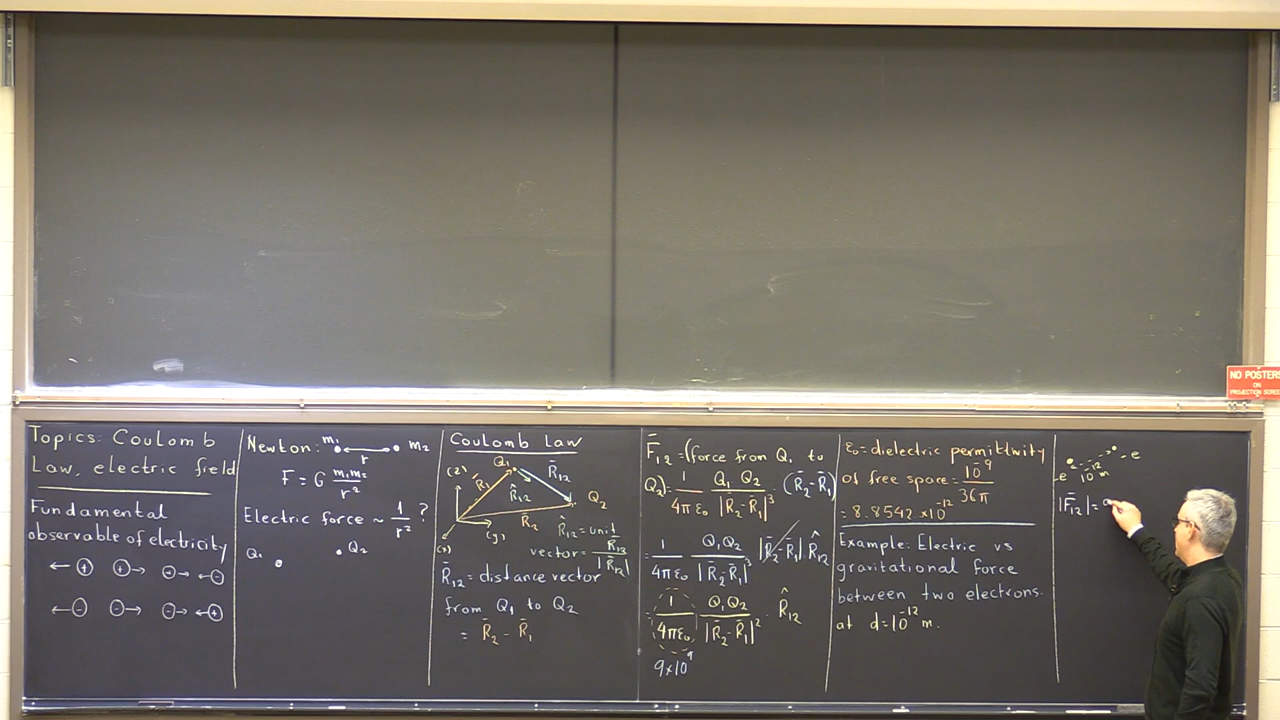 NO POSTERS
ON
PROJECTION SCREEN
Topics: Coulomb
Law, electric field
Fundamental
observable of electricity
← ⊕ ⊕ → ⊕ → ← ⊖
← ⊖ ⊖ → ⊖ → ← ⊕
Newton: m₁ m₂
r
F = G m₁m₂ / r²
Electric force ~ 1/r² ?
Q₁ Q₂
Coulomb Law
(z) Q₁ R̄₁ R̄₁₂
R̂₁₂ Q₂
R̄₂
(x) (y) R̂₁₂ = unit
vector = R̄₁₂ / |R̄₁₂|
R̄₁₂ = distance vector
from Q₁ to Q₂
= R̄₂ - R̄₁
F̄₁₂ = (force from Q₁ to
Q₂) = 1/4πε₀ Q₁Q₂ / |R̄₂-R̄₁|³ · (R̄₂-R̄₁)
= 1/4πε₀ Q₁Q₂ / |R̄₂-R̄₁|³ |R̄₂-R̄₁| · R̂₁₂
= 1/4πε₀ Q₁Q₂ / |R̄₂-R̄₁|² · R̂₁₂
9×10⁹
ε₀ = dielectric permittivity
of free space = 10⁻⁹ / 36π
= 8.8542 × 10⁻¹²
Example: Electric vs
gravitational force
between two electrons.
at d = 10⁻¹² m.
-e
-e 10⁻¹² m
|F̄₁₂| = 9